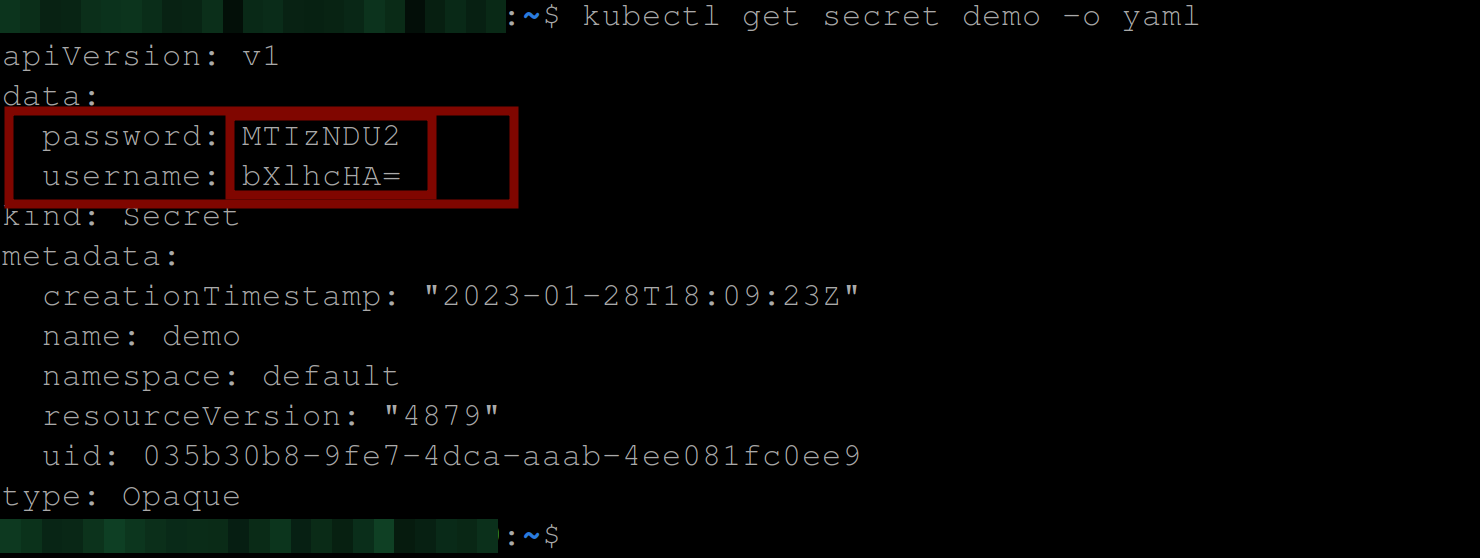 :~$ kubectl get secret demo -o yaml
apiVersion: v1
data:
  password: MTIzNDU2
  username: bXlhcHA=
kind: Secret
metadata:
  creationTimestamp: "2023-01-28T18:09:23Z"
  name: demo
  namespace: default
  resourceVersion: "4879"
  uid: 035b30b8-9fe7-4dca-aaab-4ee081fc0ee9
type: Opaque
:~$